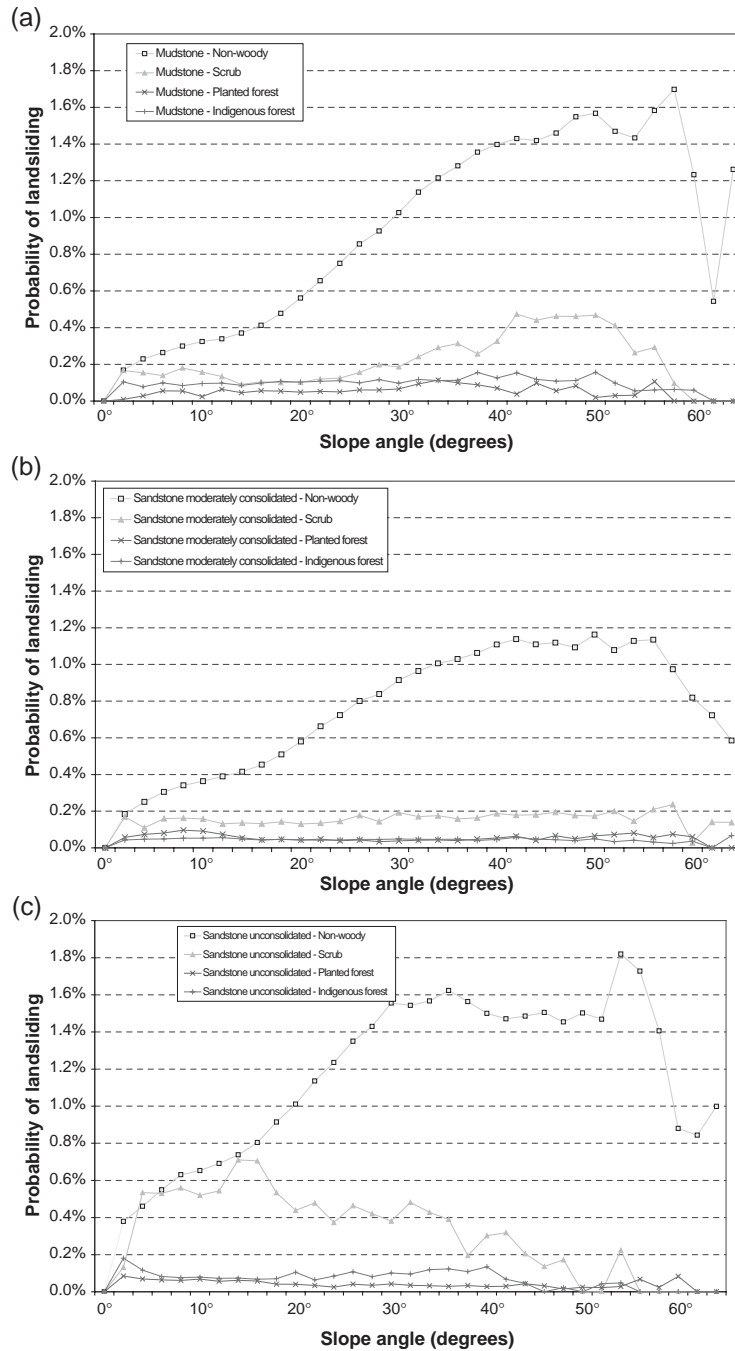 (a)
2.0%
1.8%
1.6%
1.4%
1.2%
1.0%
0.8%
0.6%
0.4%
0.2%
0.0%
Probability of landsliding
Mudstone - Non-woody
Mudstone - Scrub
Mudstone - Planted forest
Mudstone - Indigenous forest
0° 10° 20° 30° 40° 50° 60°
Slope angle (degrees)
(b)
2.0%
1.8%
1.6%
1.4%
1.2%
1.0%
0.8%
0.6%
0.4%
0.2%
0.0%
Probability of landsliding
Sandstone moderately consolidated - Non-woody
Sandstone moderately consolidated - Scrub
Sandstone moderately consolidated - Planted forest
Sandstone moderately consolidated - Indigenous forest
0° 10° 20° 30° 40° 50° 60°
Slope angle (degrees)
(c)
2.0%
1.8%
1.6%
1.4%
1.2%
1.0%
0.8%
0.6%
0.4%
0.2%
0.0%
Probability of landsliding
Sandstone unconsolidated - Non-woody
Sandstone unconsolidated - Scrub
Sandstone unconsolidated - Planted forest
Sandstone unconsolidated - Indigenous forest
0° 10° 20° 30° 40° 50° 60°
Slope angle (degrees)